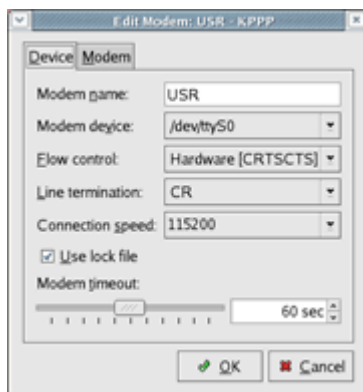 Edit Modem: USR - KPPP
Device Modem
Modem name: USR
Modem device: /dev/ttyS0
Flow control: Hardware [CRTSCTS]
Line termination: CR
Connection speed: 115200
Use lock file
Modem timeout:
60 sec
OK Cancel